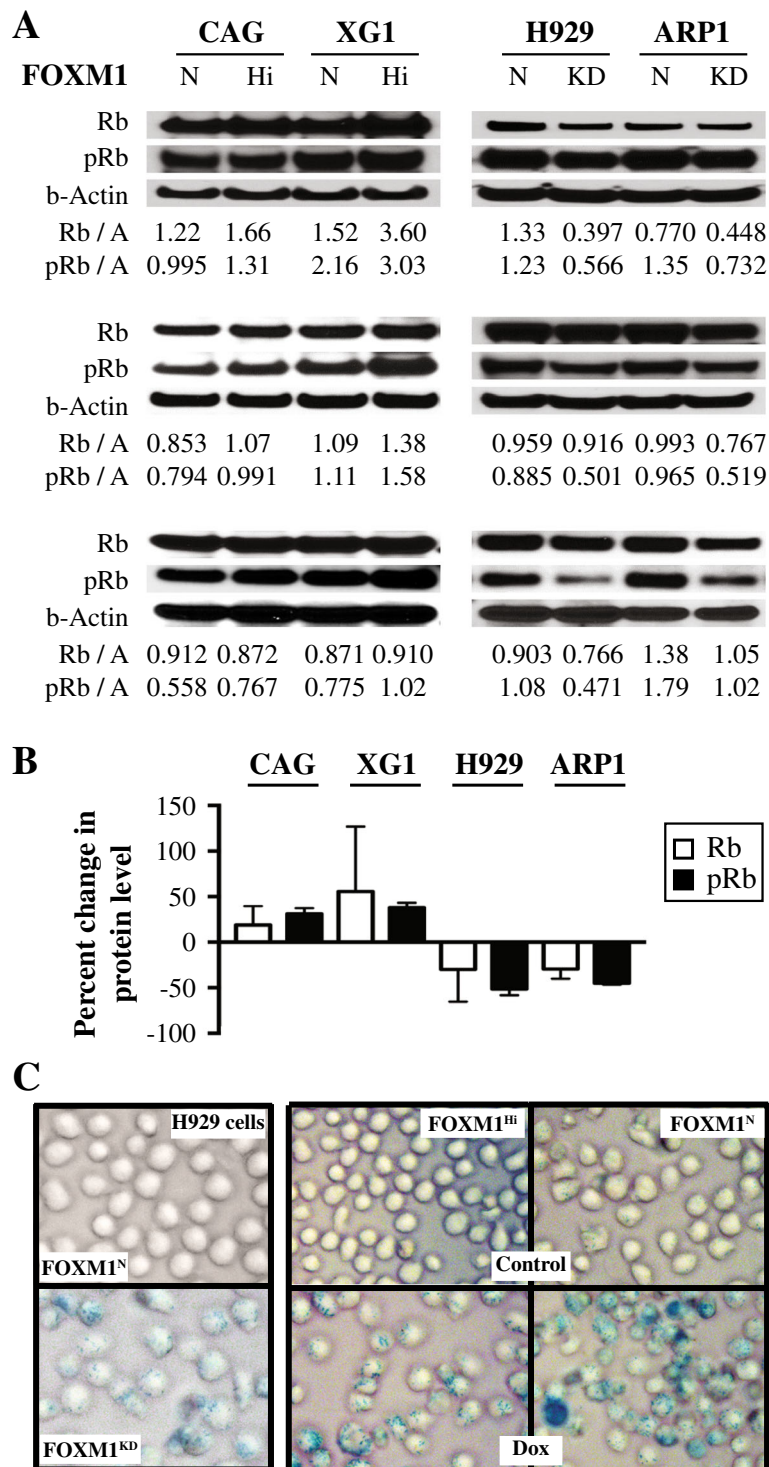 A
CAG XG1 H929 ARP1
FOXM1 N Hi N Hi N KD N KD
Rb
pRb
b-Actin
Rb / A 1.22 1.66 1.52 3.60 1.33 0.397 0.770 0.448
pRb / A 0.995 1.31 2.16 3.03 1.23 0.566 1.35 0.732
Rb
pRb
b-Actin
Rb / A 0.853 1.07 1.09 1.38 0.959 0.916 0.993 0.767
pRb / A 0.794 0.991 1.11 1.58 0.885 0.501 0.965 0.519
Rb
pRb
b-Actin
Rb / A 0.912 0.872 0.871 0.910 0.903 0.766 1.38 1.05
pRb / A 0.558 0.767 0.775 1.02 1.08 0.471 1.79 1.02
B
CAG XG1 H929 ARP1
Percent change in
protein level
150
100
50
0
-50
-100
Rb
pRb
C
H929 cells
FOXM1N
FOXM1KD
FOXM1Hi
FOXM1N
Control
Dox